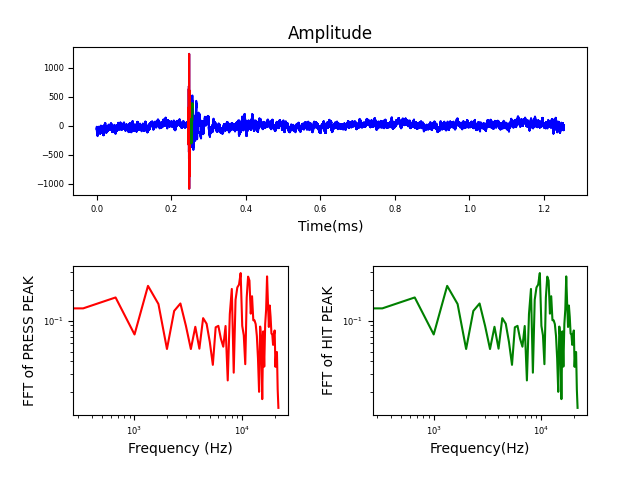 Amplitude
1000
500
0
−500
−1000
0.0 0.2 0.4 0.6 0.8 1.0 1.2
Time(ms)
FFT of PRESS PEAK
10⁻¹
10³ 10⁴
Frequency (Hz)
FFT of HIT PEAK
10⁻¹
10³ 10⁴
Frequency(Hz)